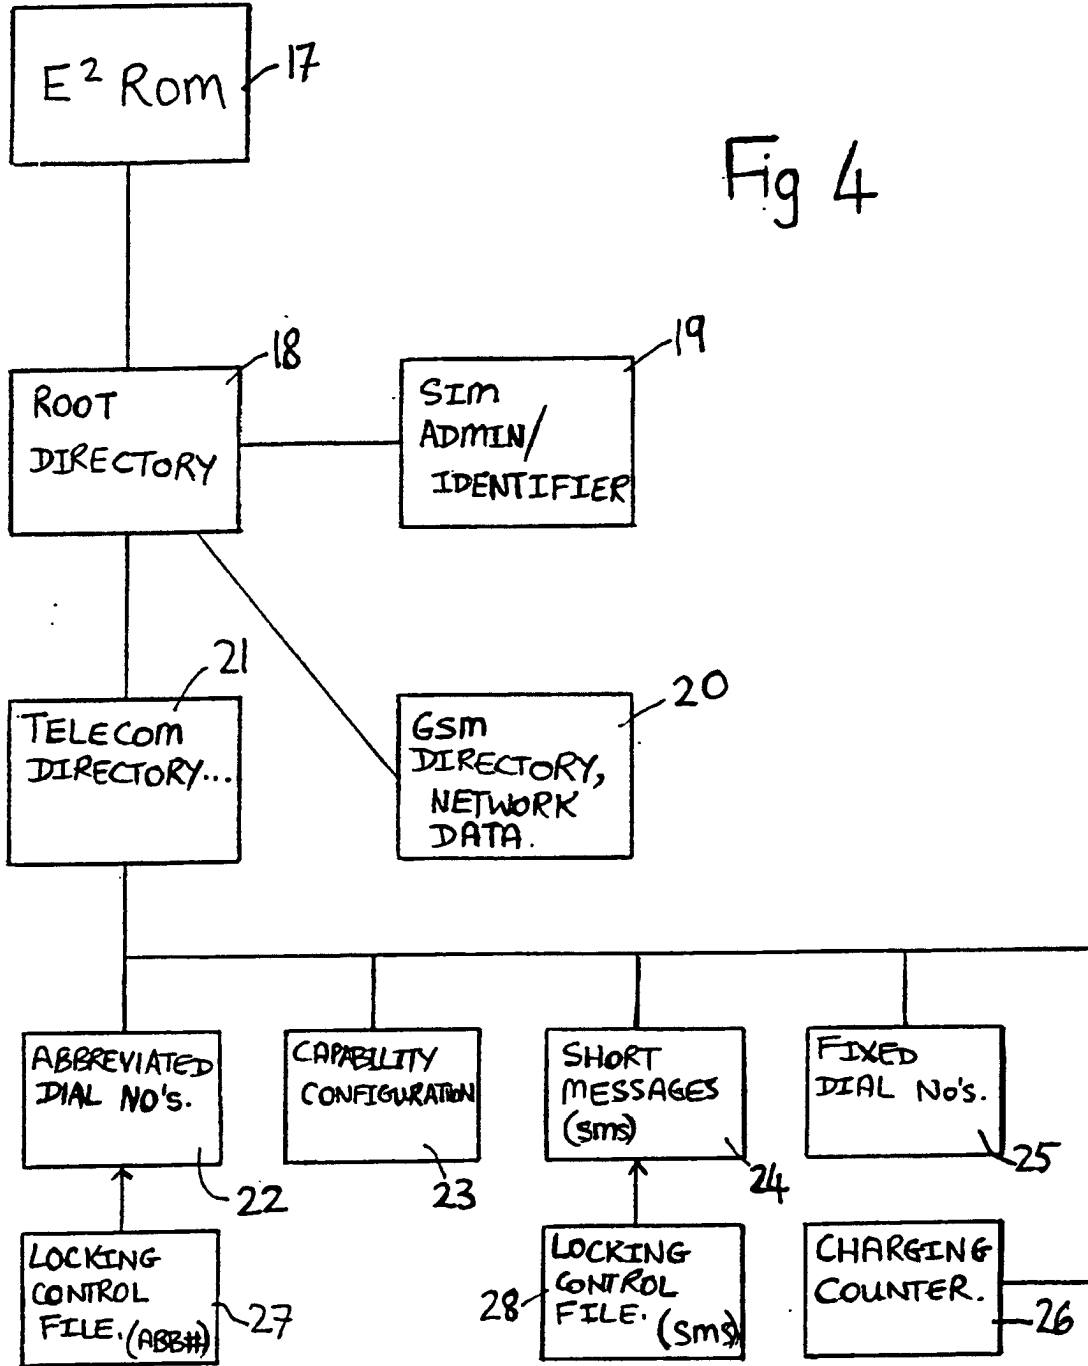 E² Rom
17
Fig 4
18
19
ROOT
DIRECTORY
SIM
ADMIN/
IDENTIFIER
21
20
TELECOM
DIRECTORY...
GSM
DIRECTORY,
NETWORK
DATA.
ABBREVIATED
DIAL NO's.
22
CAPABILITY
CONFIGURATION
23
SHORT
MESSAGES
(sms)
24
FIXED
DIAL No's.
25
LOCKING
CONTROL
FILE. (ABB#)
27
28
LOCKING
CONTROL
FILE. (sms)
CHARGING
COUNTER.
26